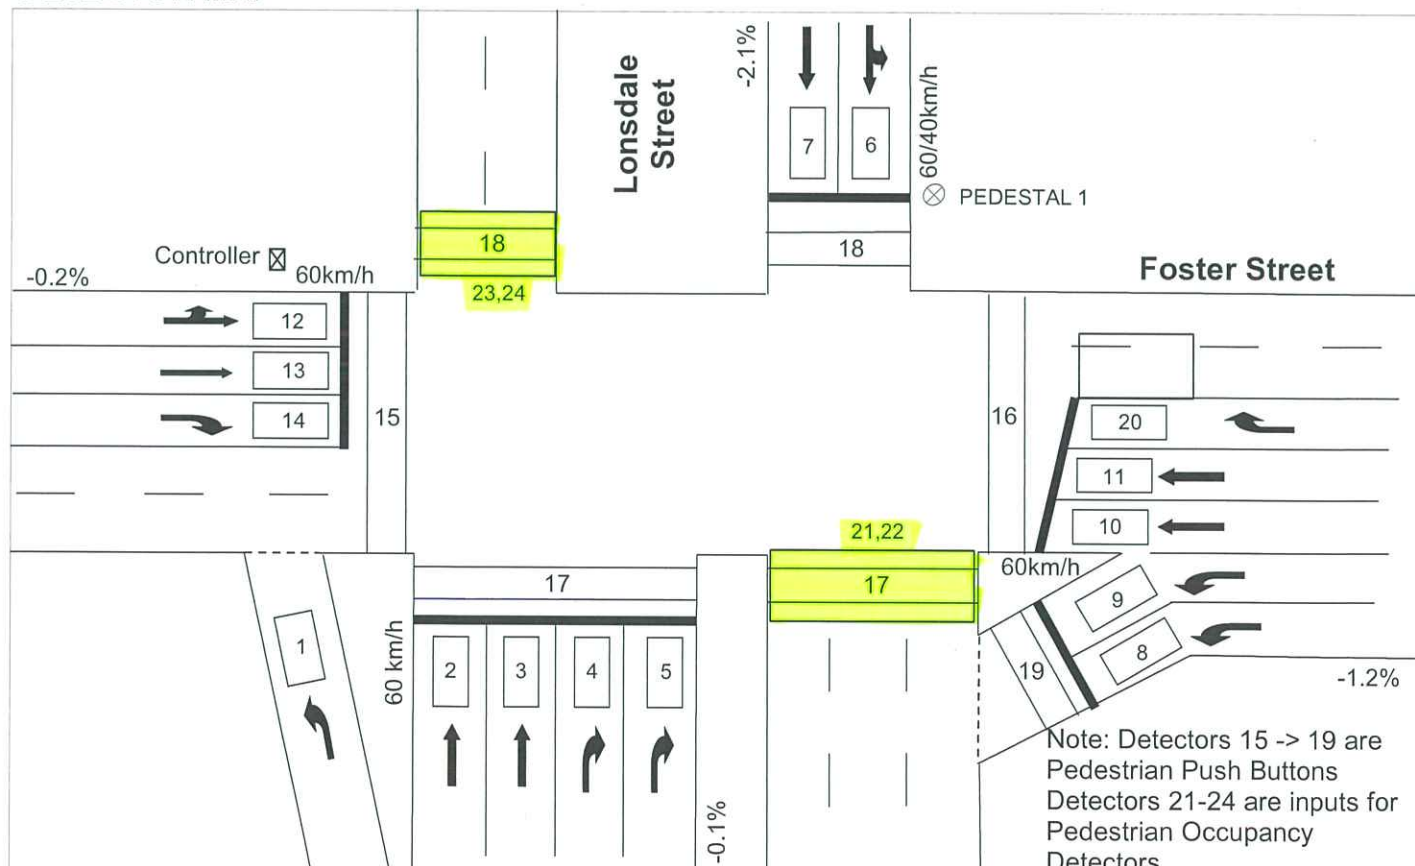 Lonsdale
Street
-2.1%
7
6
60/40km/h
PEDESTAL 1
18
18
23,24
Controller
60km/h
-0.2%
Foster Street
12
13
14
15
16
20
11
10
21,22
17
17
60km/h
9
8
19
-1.2%
1
60 km/h
2
3
4
5
-0.1%
Note: Detectors 15 -> 19 are
Pedestrian Push Buttons
Detectors 21-24 are inputs for
Pedestrian Occupancy
Detectors